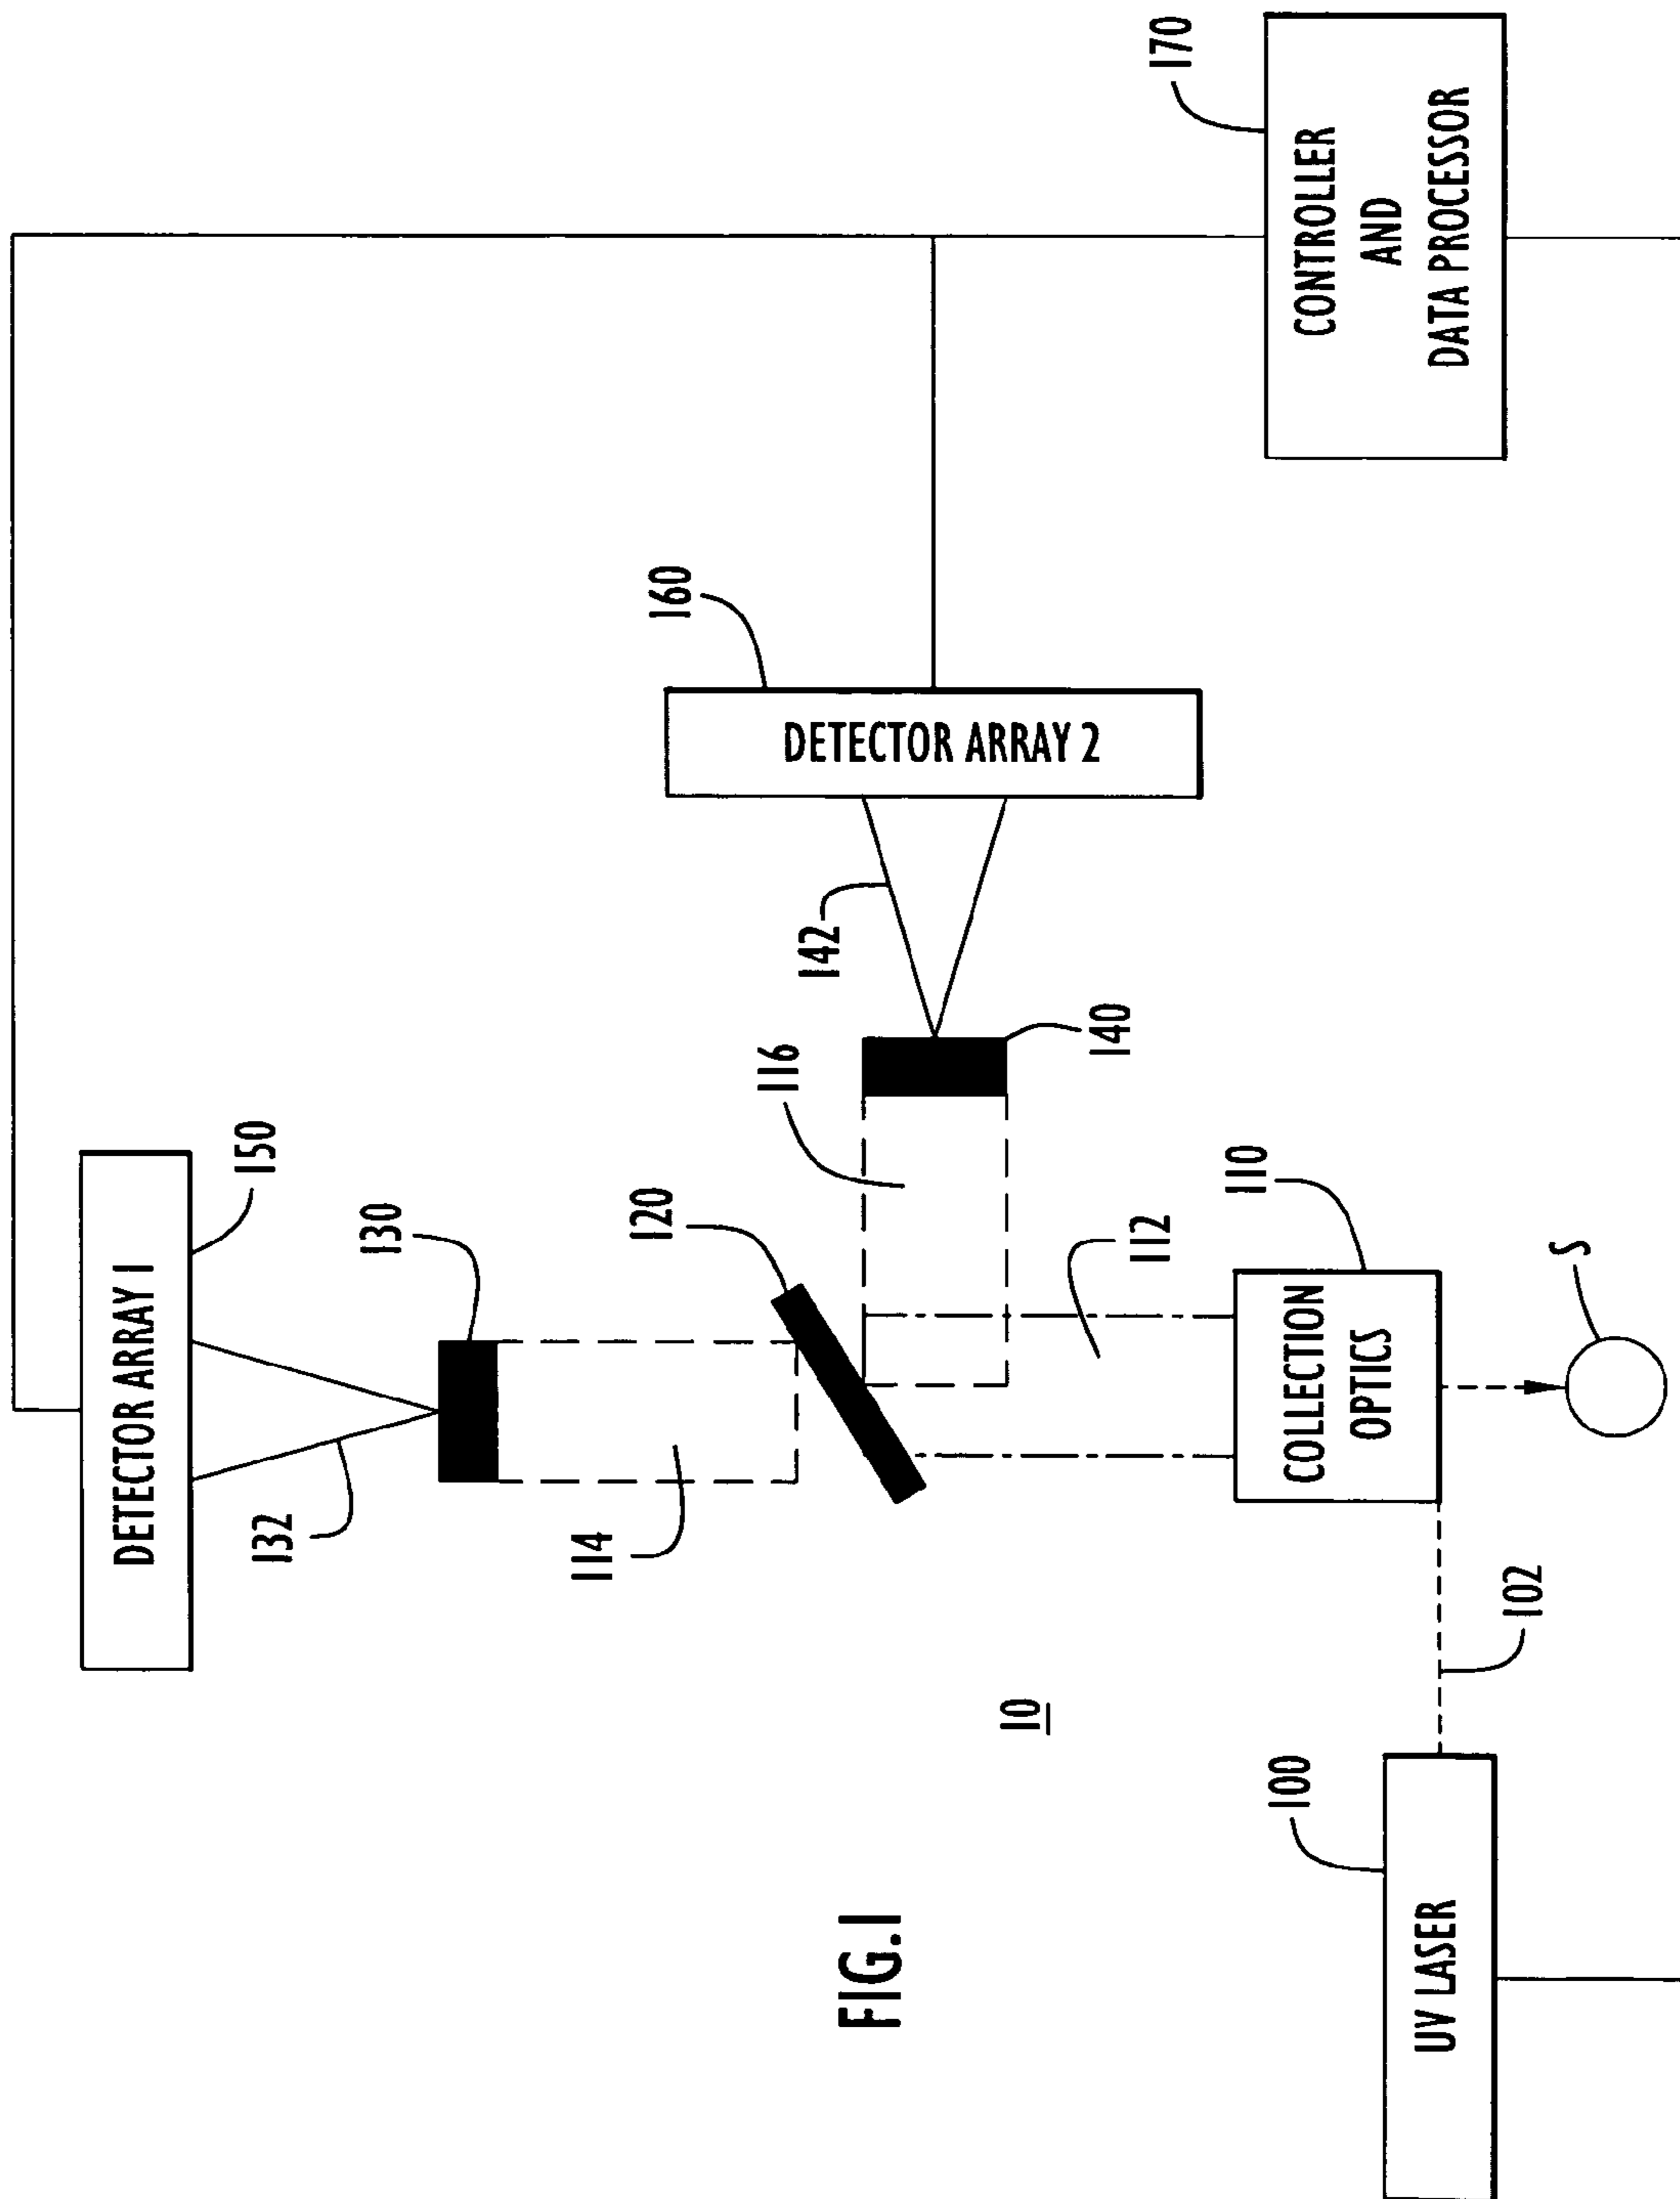 DETECTOR ARRAY 1
150
132
130
114
120
116
140
142
160
DETECTOR ARRAY 2
112
110
COLLECTION
OPTICS
S
102
100
UV LASER
10
170
CONTROLLER
AND
DATA PROCESSOR
FIG.1